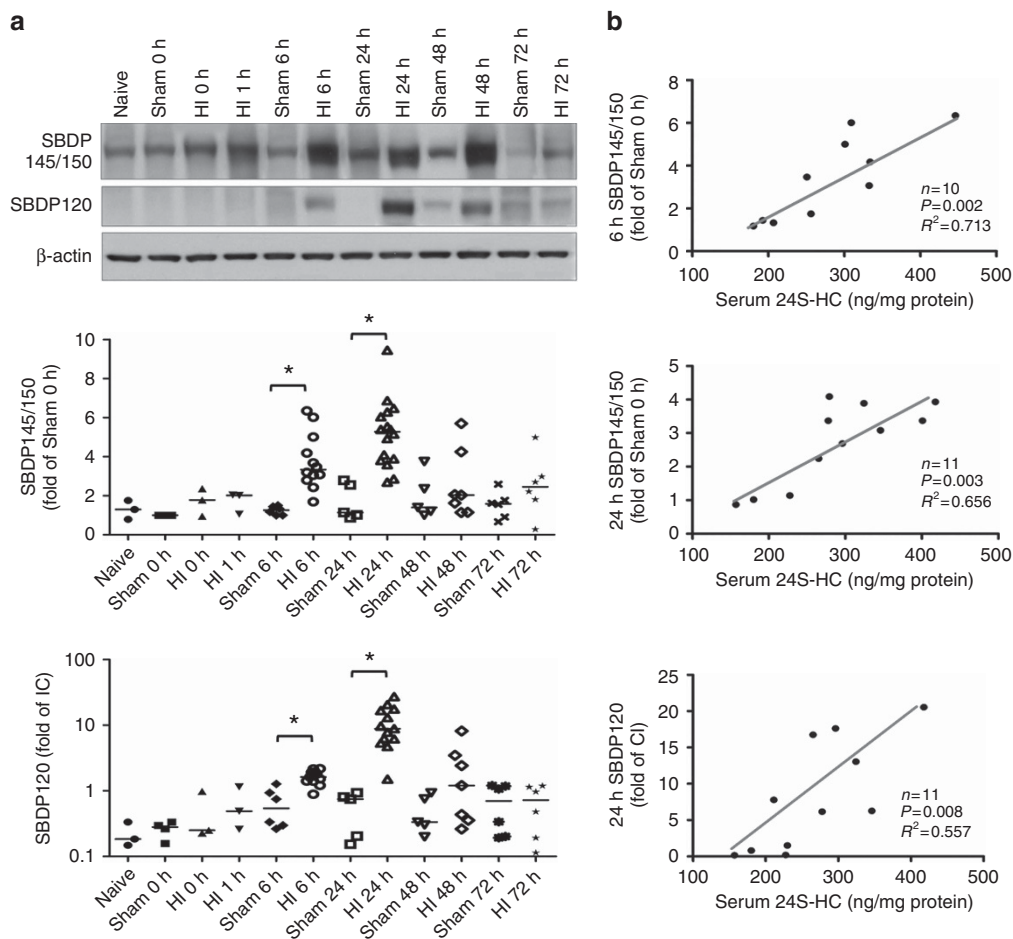 a
Naive
Sham 0 h
HI 0 h
HI 1 h
Sham 6 h
HI 6 h
Sham 24 h
HI 24 h
Sham 48 h
HI 48 h
Sham 72 h
HI 72 h
SBDP
145/150
SBDP120
β-actin
SBDP145/150
(fold of Sham 0 h)
10
8
6
4
2
0
*
*
Naive
Sham 0 h
HI 0 h
HI 1 h
Sham 6 h
HI 6 h
Sham 24 h
HI 24 h
Sham 48 h
HI 48 h
Sham 72 h
HI 72 h
SBDP120 (fold of IC)
100
10
1
0.1
*
*
Naive
Sham 0 h
HI 0 h
HI 1 h
Sham 6 h
HI 6 h
Sham 24 h
HI 24 h
Sham 48 h
HI 48 h
Sham 72 h
HI 72 h
b
6 h SBDP145/150
(fold of Sham 0 h)
8
6
4
2
0
n=10
P=0.002
R²=0.713
100 200 300 400 500
Serum 24S-HC (ng/mg protein)
24 h SBDP145/150
(fold of Sham 0 h)
5
4
3
2
1
0
n=11
P=0.003
R²=0.656
100 200 300 400 500
Serum 24S-HC (ng/mg protein)
24 h SBDP120
(fold of CI)
25
20
15
10
5
0
n=11
P=0.008
R²=0.557
100 200 300 400 500
Serum 24S-HC (ng/mg protein)